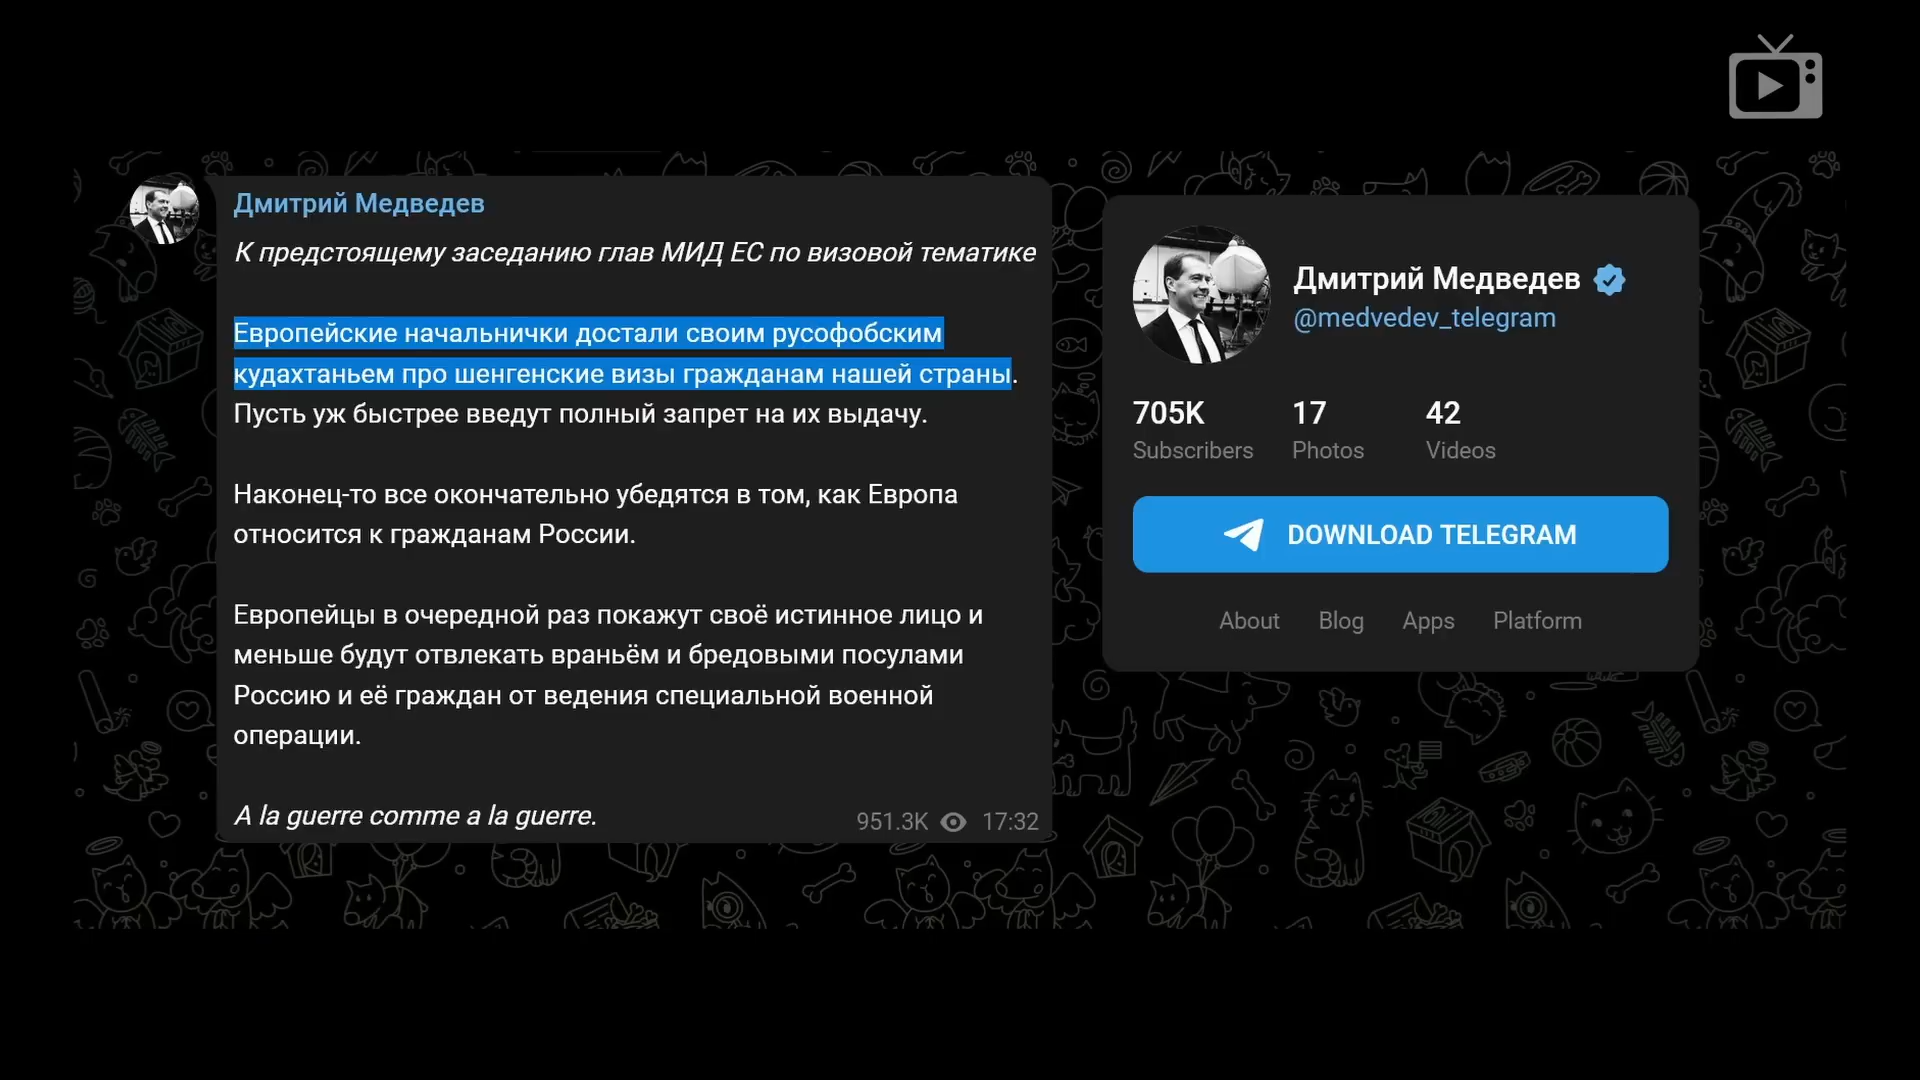 Дмитрий Медведев
К предстоящему заседанию глав МИД ЕС по визовой тематике
Европейские начальнички достали своим русофобским
кудахтаньем про шенгенские визы гражданам нашей страны.
Пусть уж быстрее введут полный запрет на их выдачу.
Наконец-то все окончательно убедятся в том, как Европа
относится к гражданам России.
Европейцы в очередной раз покажут своё истинное лицо и
меньше будут отвлекать враньём и бредовыми посулами
Россию и её граждан от ведения специальной военной
операции.
A la guerre comme a la guerre.
951.3K 17:32
Дмитрий Медведев
@medvedev_telegram
705K 17 42
Subscribers Photos Videos
DOWNLOAD TELEGRAM
About Blog Apps Platform